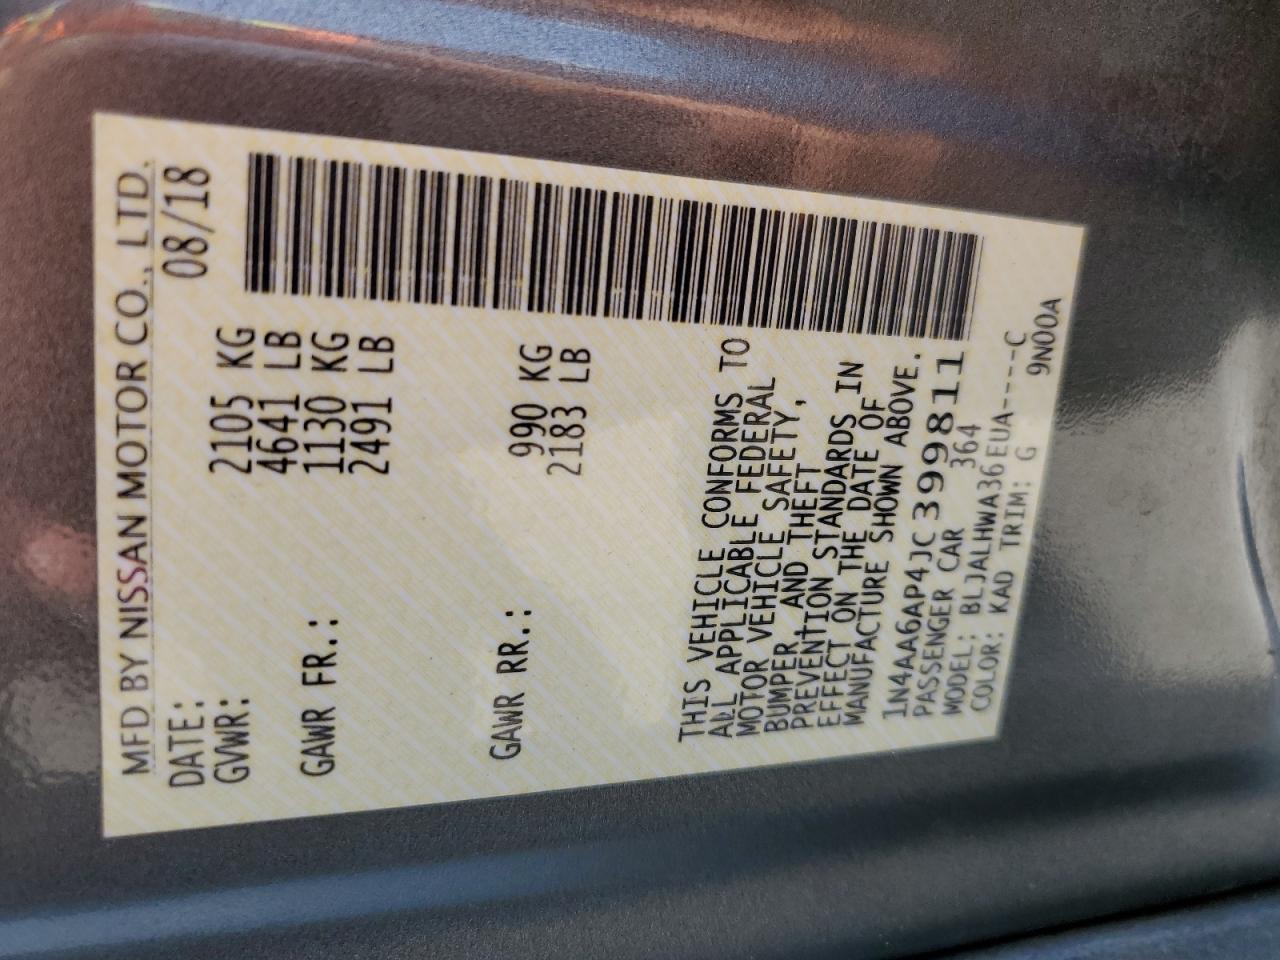 MFD BY NISSAN MOTOR CO., LTD.
DATE: 08/18
GVWR: 2105 KG
4641 LB
GAWR FR.: 1130 KG
2491 LB
GAWR RR.: 990 KG
2183 LB
THIS VEHICLE CONFORMS TO
ALL APPLICABLE FEDERAL
MOTOR VEHICLE SAFETY,
BUMPER, AND THEFT
PREVENTION STANDARDS IN
EFFECT ON THE DATE OF
MANUFACTURE SHOWN ABOVE.
1N4AA6AP4JC399811
PASSENGER CAR 364
MODEL: BLJALHWA36EUA----C
COLOR: KAD TRIM: G 9N00A